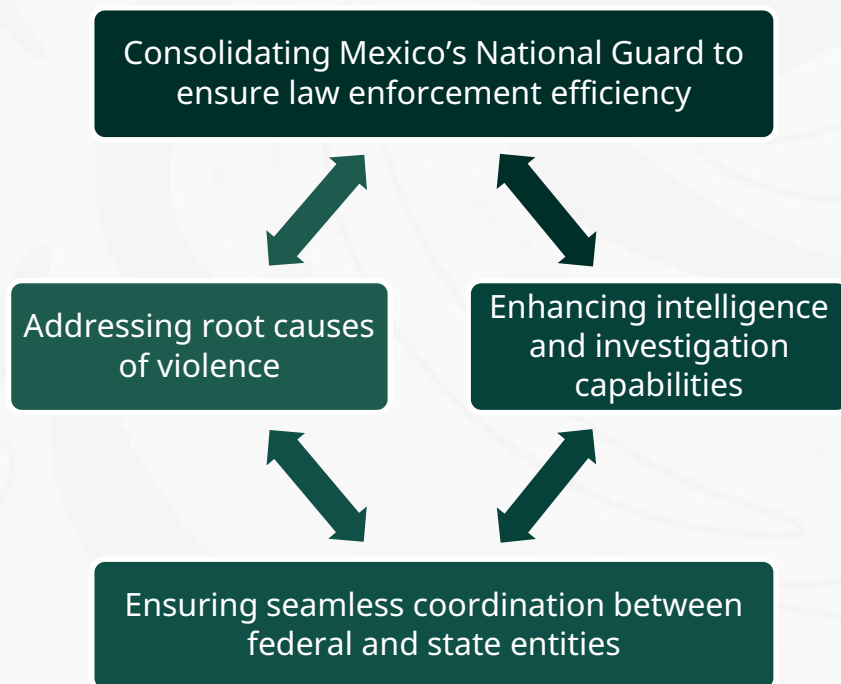 Consolidating Mexico’s National Guard to
ensure law enforcement efficiency
Addressing root causes
of violence
Enhancing intelligence
and investigation
capabilities
Ensuring seamless coordination between
federal and state entities